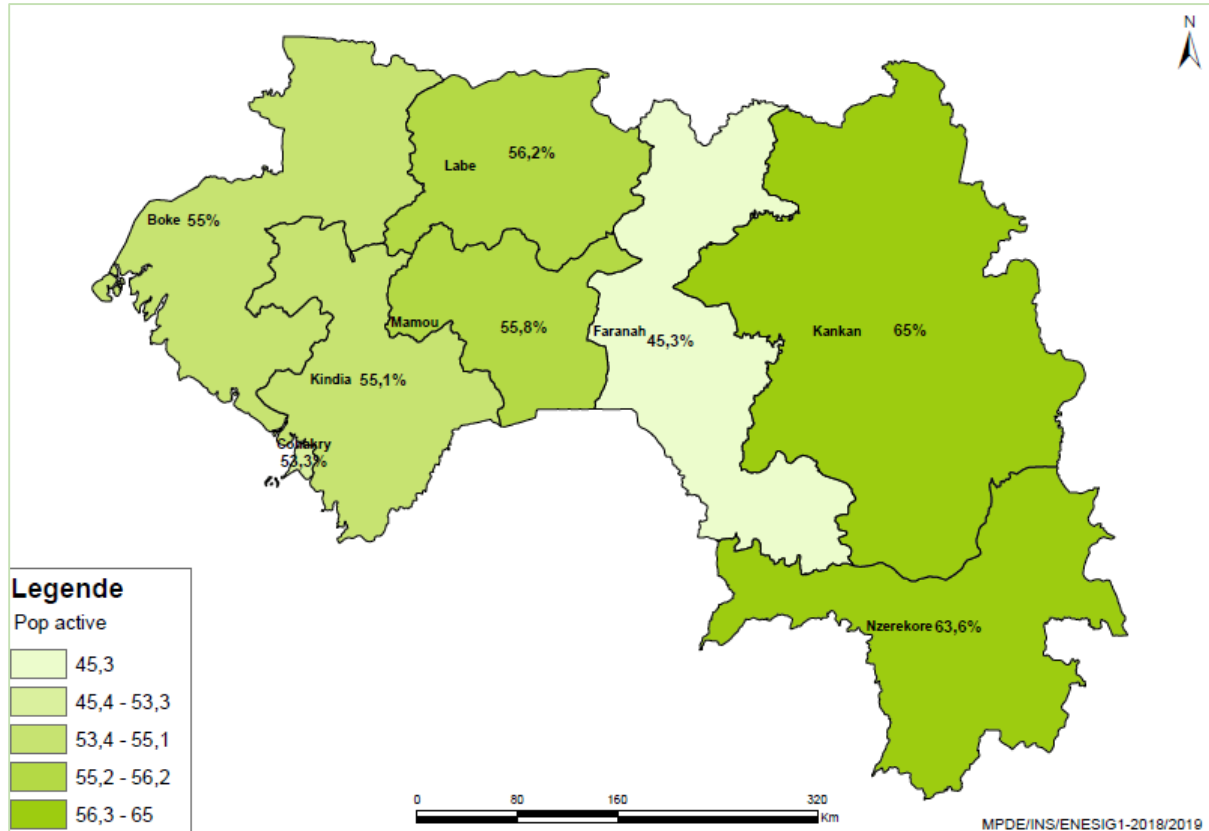 N
Labe 56,2%
Boke 55%
Mamou 55,8%
Faranah 45,3%
Kankan 65%
Kindia 55,1%
Conakry
53,3%
Nzerekore 63,6%
Legende
Pop active
45,3
45,4 - 53,3
53,4 - 55,1
55,2 - 56,2
56,3 - 65
0 80 160 320
Km
MPDE/INS/ENESIG1-2018/2019